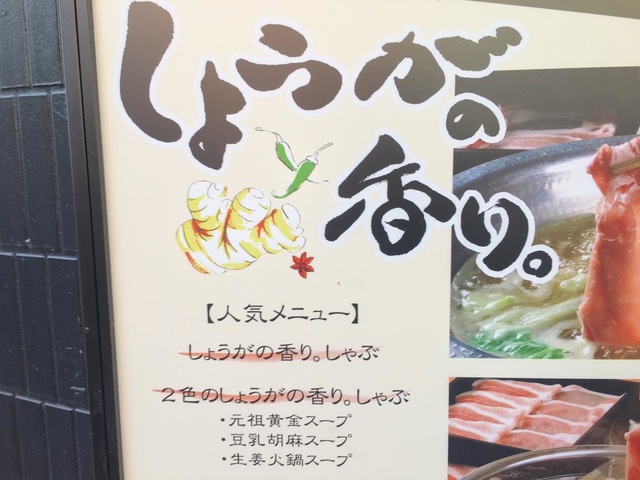 しょうがの
香り。
【人気メニュー】
しょうがの香り。しゃぶ
2色のしょうがの香り。しゃぶ
・元祖黄金スープ
・豆乳胡麻スープ
・生姜火鍋スープ